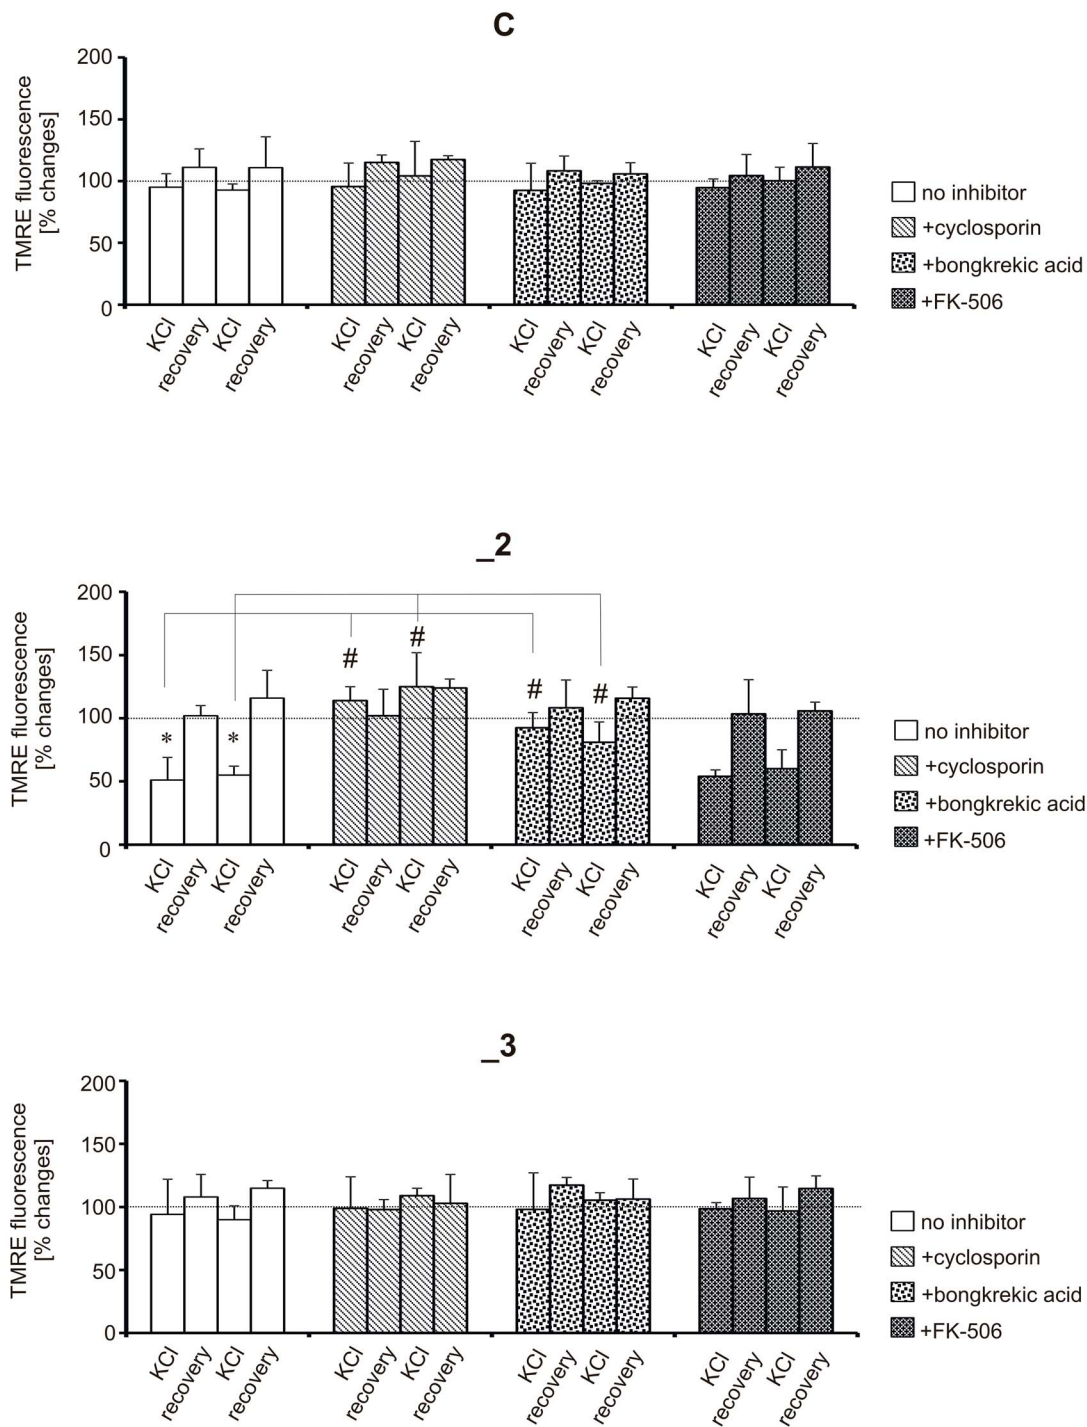 C
TMRE fluorescence
[% changes]
200
150
100
50
0
KCl
recovery
KCl
recovery
KCl
recovery
KCl
recovery
KCl
recovery
KCl
recovery
KCl
recovery
KCl
recovery
no inhibitor
+cyclosporin
+bongkrekic acid
+FK-506
_2
TMRE fluorescence
[% changes]
200
150
100
50
0
*
*
#
#
#
#
KCl
recovery
KCl
recovery
KCl
recovery
KCl
recovery
KCl
recovery
KCl
recovery
KCl
recovery
KCl
recovery
no inhibitor
+cyclosporin
+bongkrekic acid
+FK-506
_3
TMRE fluorescence
[% changes]
200
150
100
50
0
KCl
recovery
KCl
recovery
KCl
recovery
KCl
recovery
KCl
recovery
KCl
recovery
KCl
recovery
KCl
recovery
no inhibitor
+cyclosporin
+bongkrekic acid
+FK-506